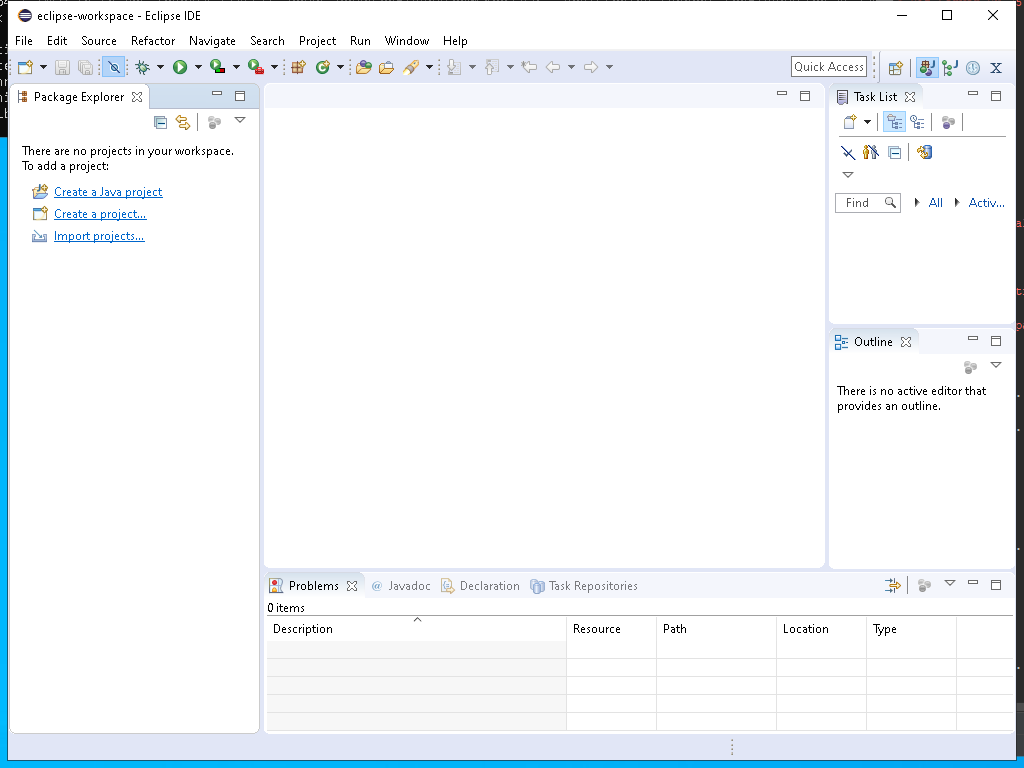 eclipse-workspace - Eclipse IDE
File Edit Source Refactor Navigate Search Project Run Window Help
Quick Access
Package Explorer
There are no projects in your workspace.
To add a project:
Create a Java project
Create a project...
Import projects...
Task List
Find
All
Activ...
Outline
There is no active editor that
provides an outline.
Problems @ Javadoc Declaration Task Repositories
0 items
Description Resource Path Location Type